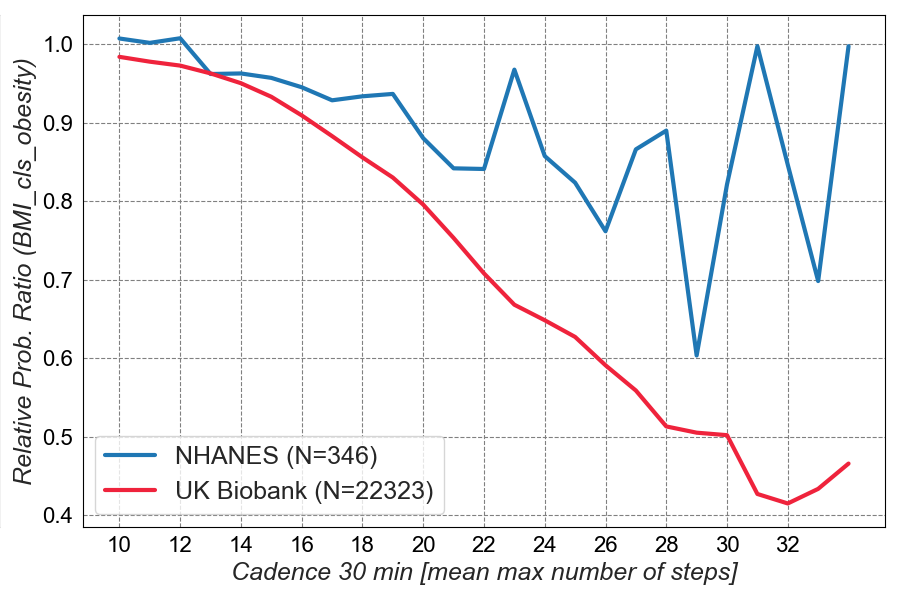 Relative Prob. Ratio (BMI_cls_obesity)
1.0
0.9
0.8
0.7
0.6
0.5
0.4
NHANES (N=346)
UK Biobank (N=22323)
10 12 14 16 18 20 22 24 26 28 30 32
Cadence 30 min [mean max number of steps]